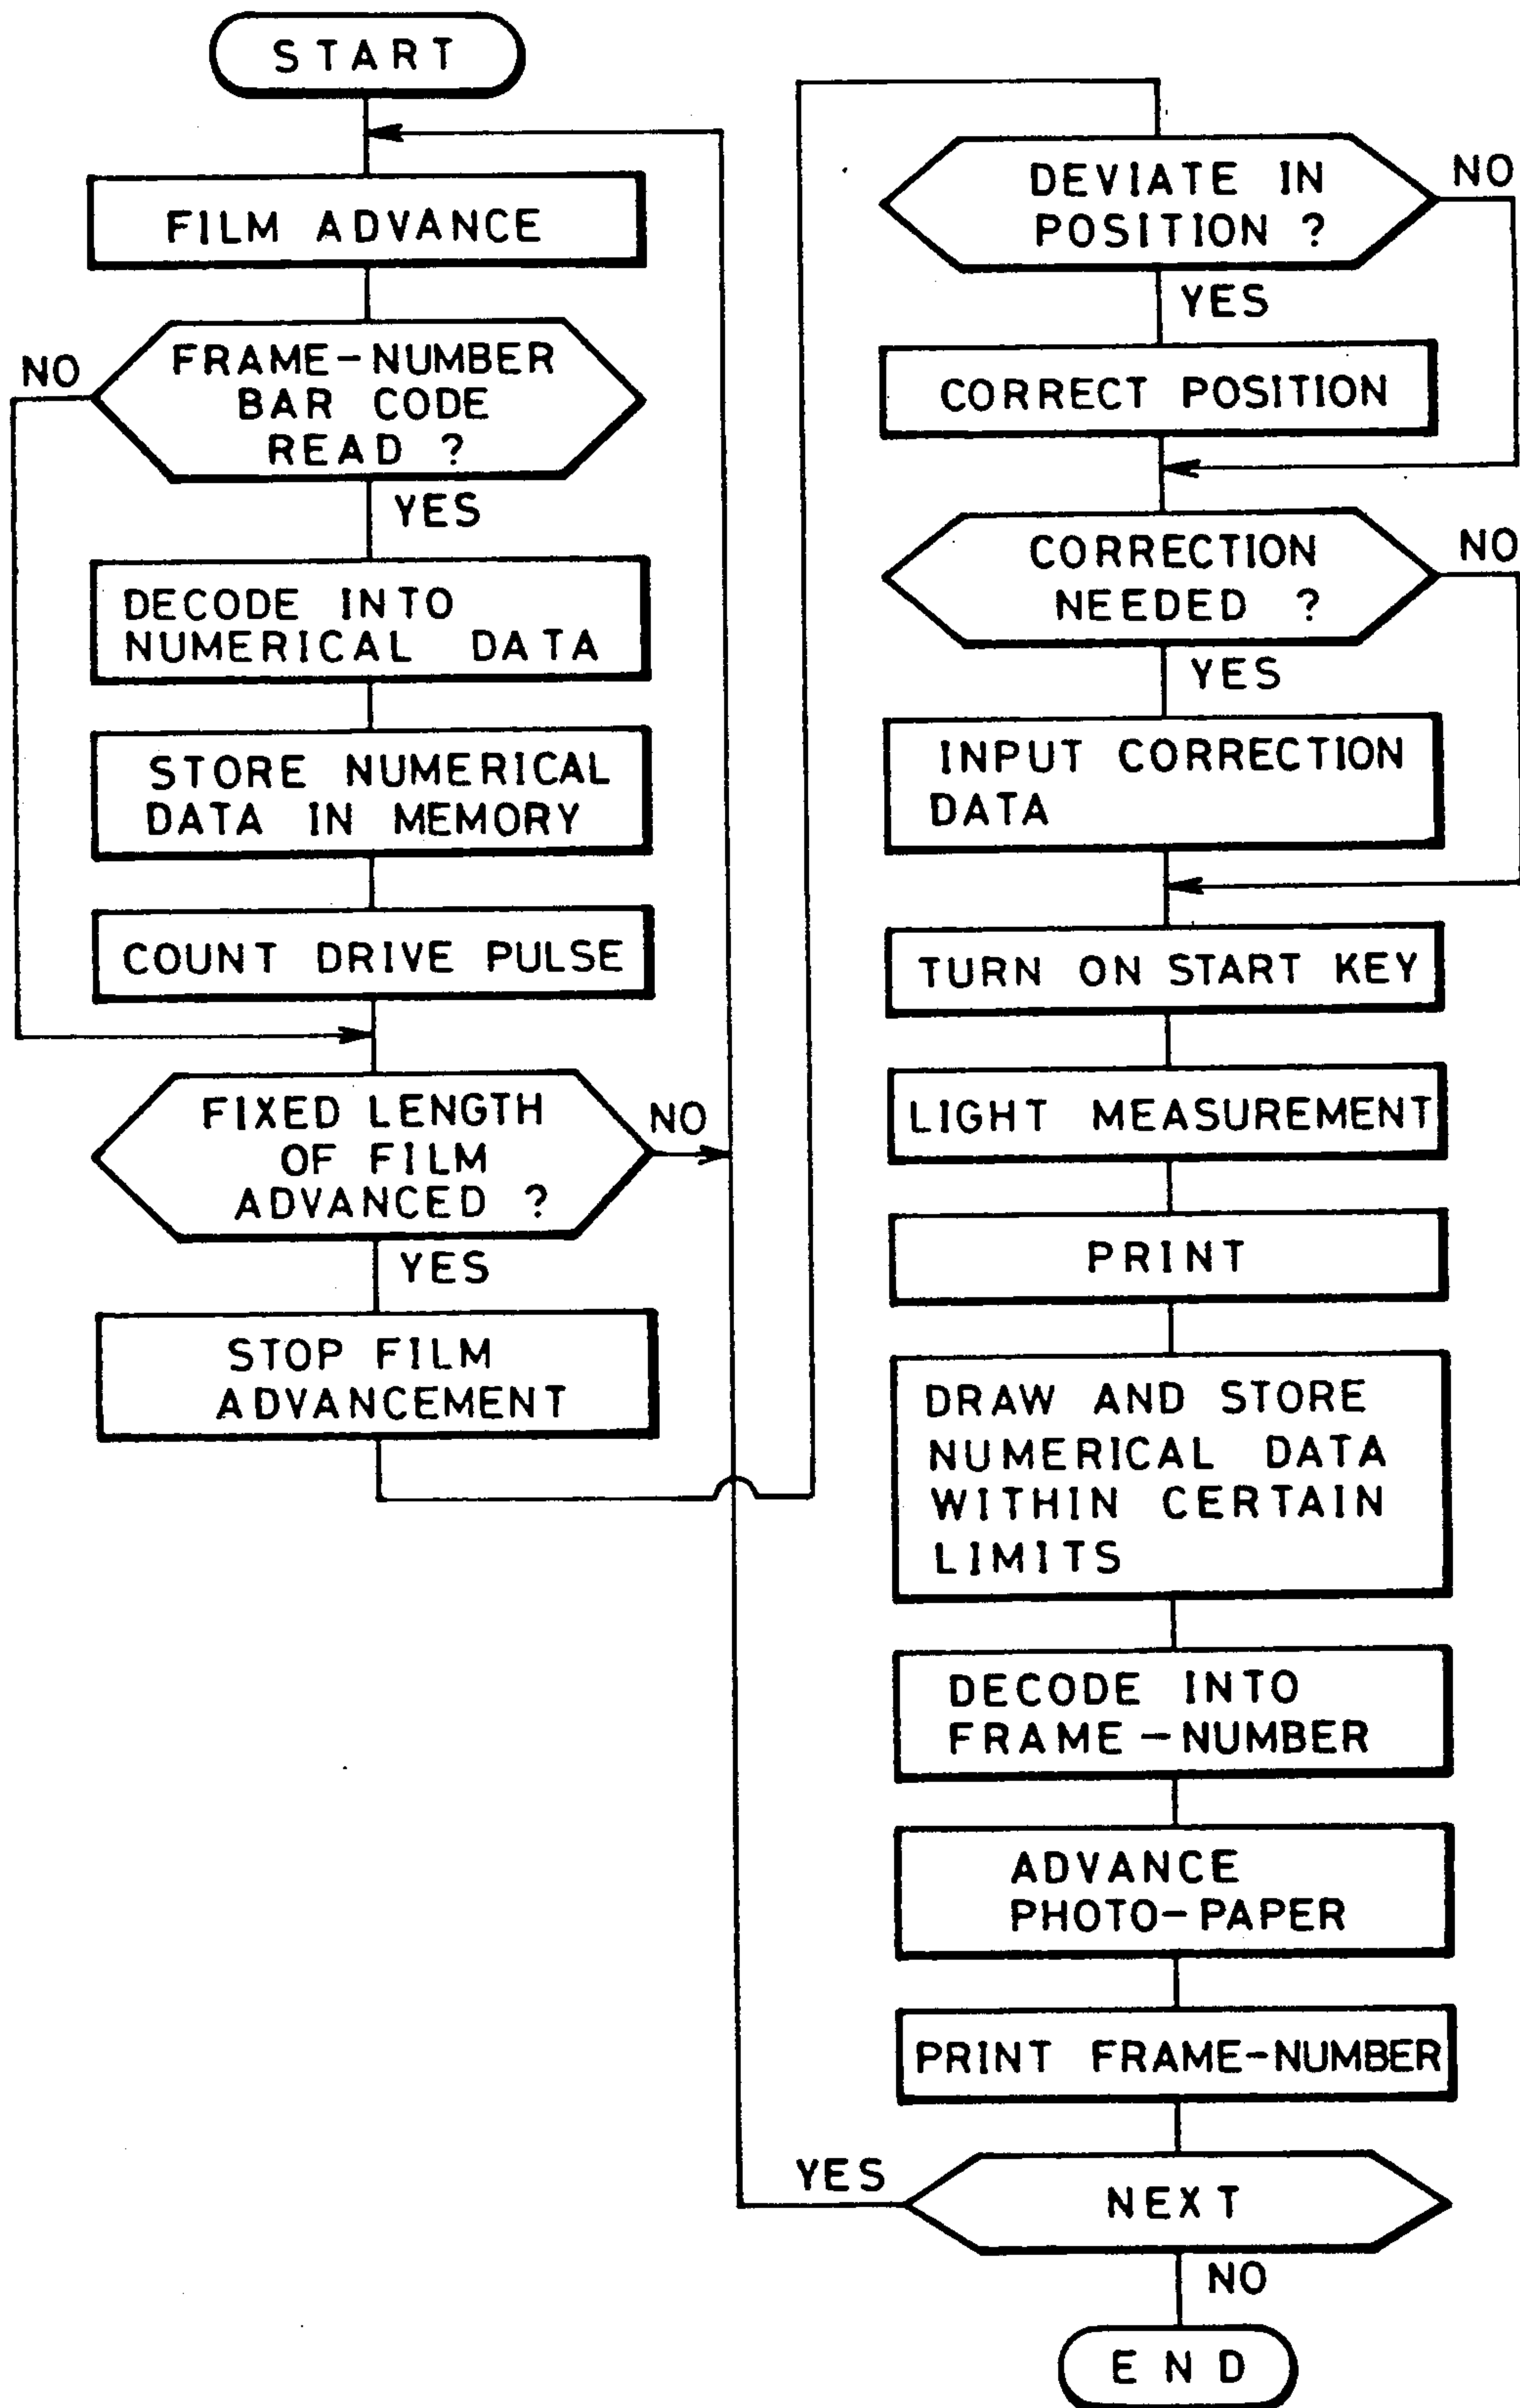 START
FILM ADVANCE
FRAME-NUMBER
BAR CODE
READ ?
NO
YES
DECODE INTO
NUMERICAL DATA
STORE NUMERICAL
DATA IN MEMORY
COUNT DRIVE PULSE
FIXED LENGTH
OF FILM
ADVANCED ?
NO
YES
STOP FILM
ADVANCEMENT
DEVIATE IN
POSITION ?
NO
YES
CORRECT POSITION
CORRECTION
NEEDED ?
NO
YES
INPUT CORRECTION
DATA
TURN ON START KEY
LIGHT MEASUREMENT
PRINT
DRAW AND STORE
NUMERICAL DATA
WITHIN CERTAIN
LIMITS
DECODE INTO
FRAME-NUMBER
ADVANCE
PHOTO-PAPER
PRINT FRAME-NUMBER
YES
NEXT
NO
END